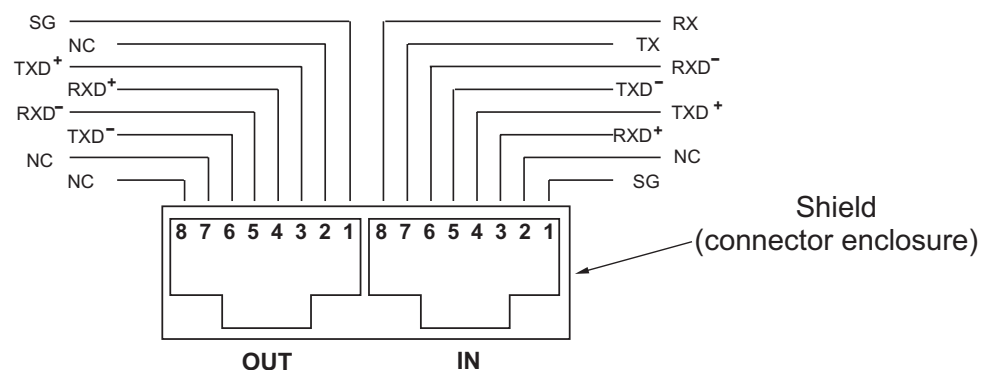 SG
NC
TXD+
RXD+
RXD-
TXD-
NC
NC
RX
TX
RXD-
TXD-
TXD+
RXD+
NC
SG
Shield
(connector enclosure)
8 7 6 5 4 3 2 1
8 7 6 5 4 3 2 1
OUT
IN